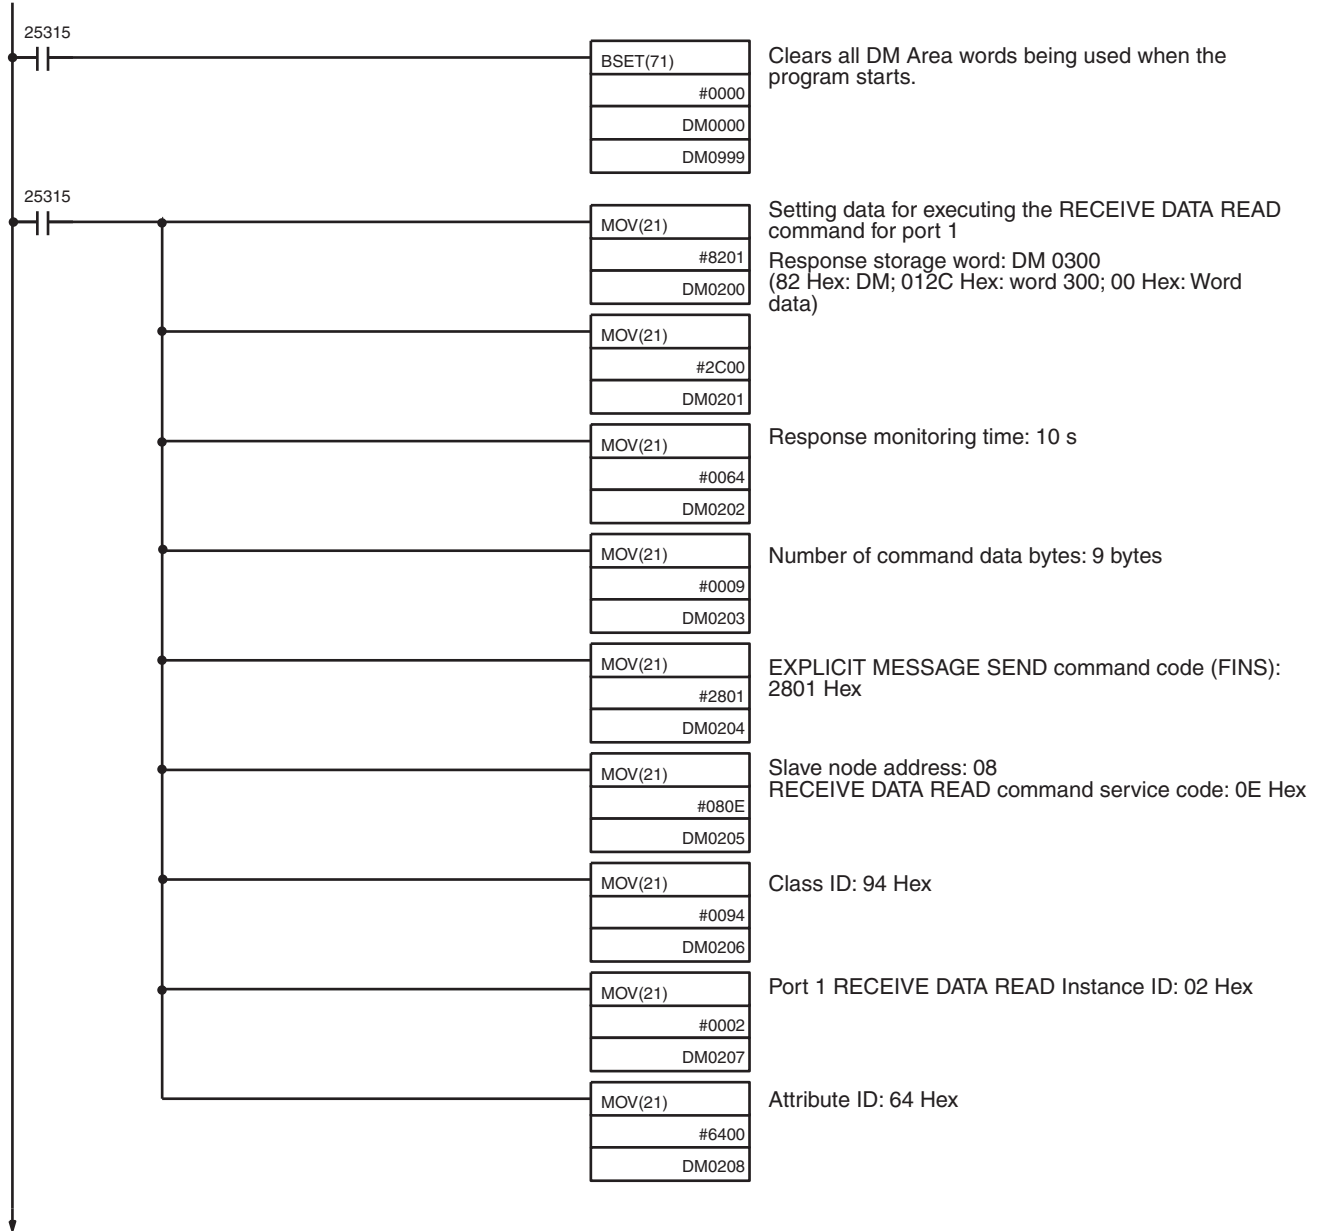 25315
BSET(71)
#0000
DM0000
DM0999
Clears all DM Area words being used when the
program starts.
25315
MOV(21)
#8201
DM0200
Setting data for executing the RECEIVE DATA READ
command for port 1
Response storage word: DM 0300
(82 Hex: DM; 012C Hex: word 300; 00 Hex: Word
data)
MOV(21)
#2C00
DM0201
MOV(21)
#0064
DM0202
Response monitoring time: 10 s
MOV(21)
#0009
DM0203
Number of command data bytes: 9 bytes
MOV(21)
#2801
DM0204
EXPLICIT MESSAGE SEND command code (FINS):
2801 Hex
MOV(21)
#080E
DM0205
Slave node address: 08
RECEIVE DATA READ command service code: 0E Hex
MOV(21)
#0094
DM0206
Class ID: 94 Hex
MOV(21)
#0002
DM0207
Port 1 RECEIVE DATA READ Instance ID: 02 Hex
MOV(21)
#6400
DM0208
Attribute ID: 64 Hex